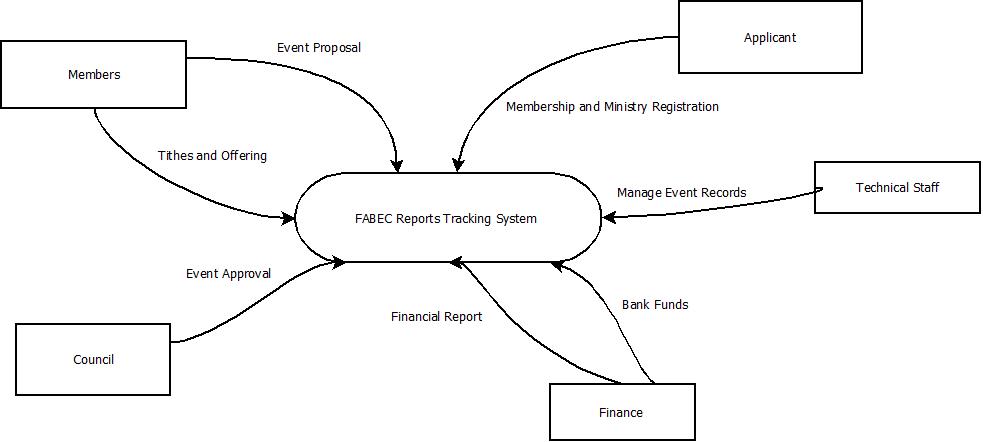 Applicant
Event Proposal
Members
Membership and Ministry Registration
Tithes and Offering
Technical Staff
Manage Event Records
FABEC Reports Tracking System
Event Approval
Bank Funds
Financial Report
Council
Finance